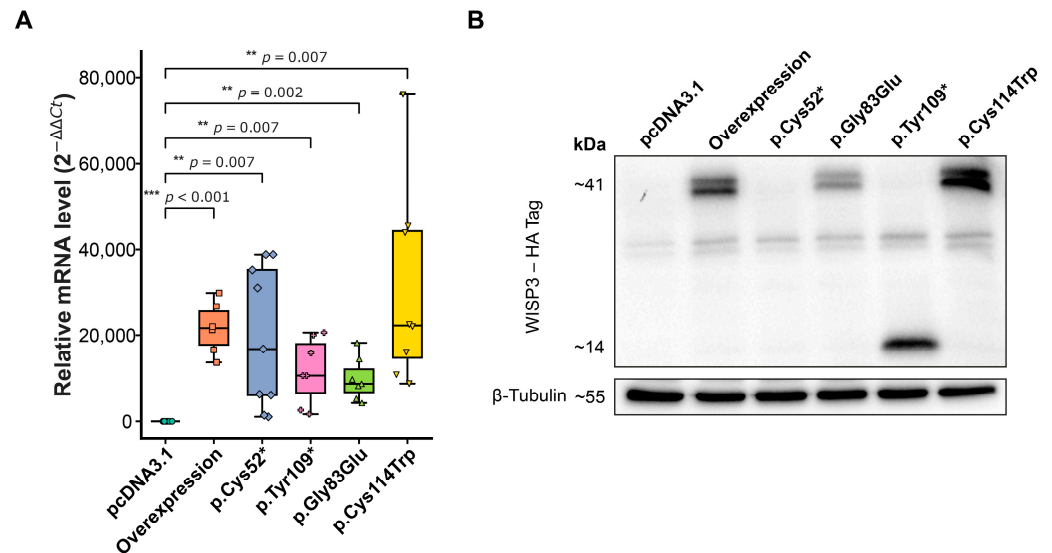 A
Relative mRNA level (2^−ΔΔCt)
80,000
60,000
40,000
20,000
0
** p = 0.007
** p = 0.002
** p = 0.007
** p = 0.007
*** p < 0.001
pcDNA3.1
Overexpression
p.Cys52*
p.Tyr109*
p.Gly83Glu
p.Cys114Trp
B
pcDNA3.1
Overexpression
p.Cys52*
p.Gly83Glu
p.Tyr109*
p.Cys114Trp
kDa
~41
~14
WISP3 – HA Tag
β-Tubulin ~55